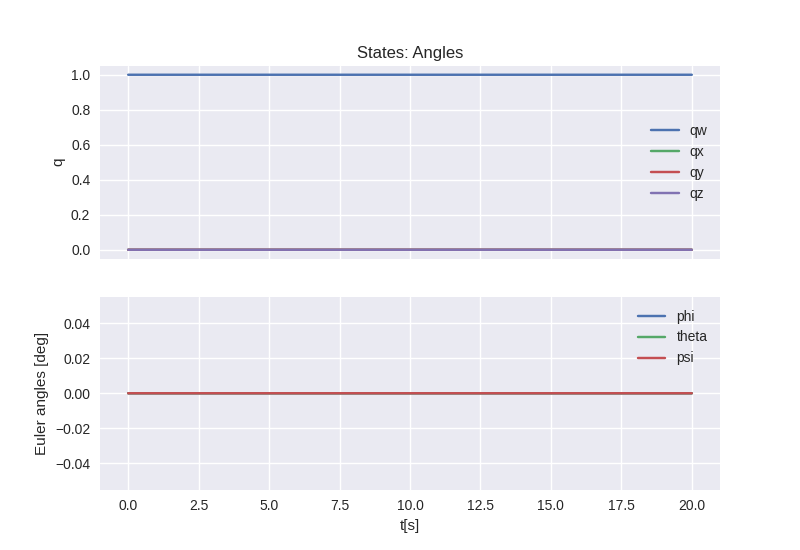 States: Angles
1.0
0.8
0.6
0.4
0.2
0.0
q
qw
qx
qy
qz
0.04
0.02
0.00
−0.02
−0.04
Euler angles [deg]
phi
theta
psi
0.0 2.5 5.0 7.5 10.0 12.5 15.0 17.5 20.0
t[s]